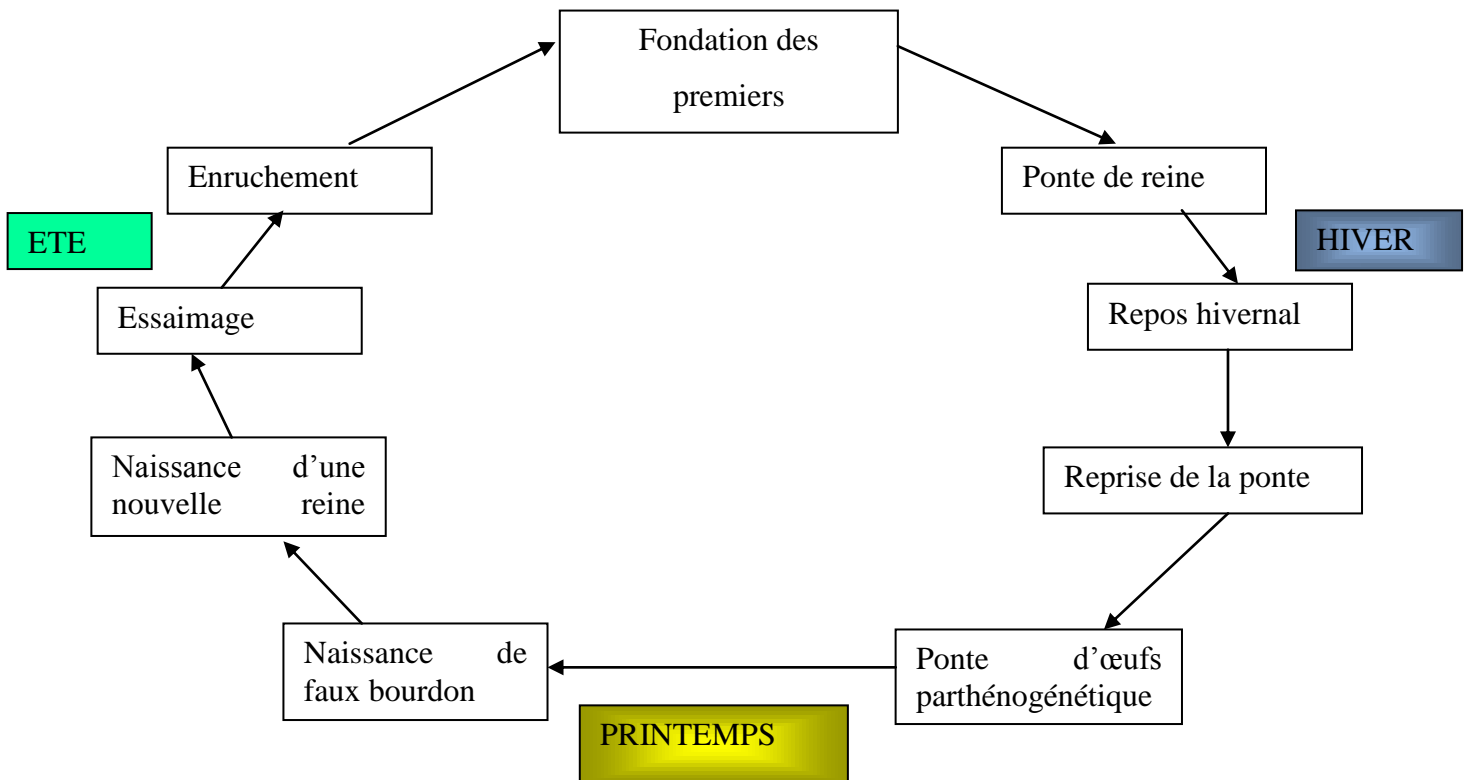 Fondation des
premiers
Enruchement
Ponte de reine
ETE
HIVER
Essaimage
Repos hivernal
Naissance d’une
nouvelle reine
Reprise de la ponte
Naissance de
faux bourdon
Ponte d’œufs
parthénogénétique
PRINTEMPS